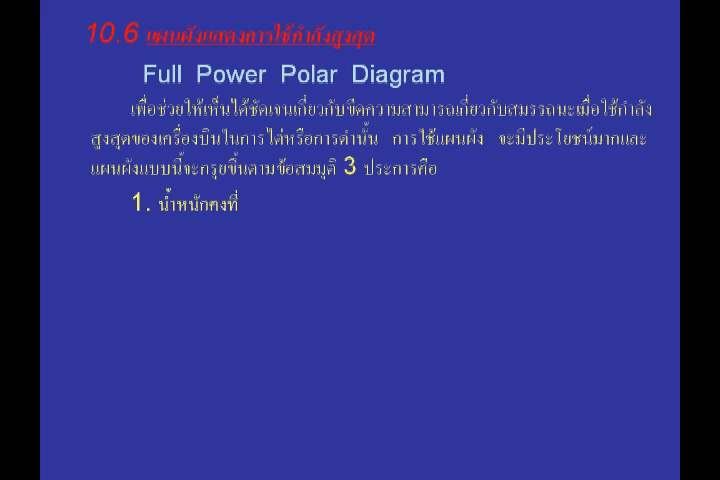 10.6 แผนผังแสดงการใช้กำลังสูงสุด
Full Power Polar Diagram
เพื่อช่วยให้เห็นได้ชัดเจนเกี่ยวกับขีดความสามารถเกี่ยวกับสมรรถนะเมื่อใช้กำลัง
สูงสุดของเครื่องบินในการไต่หรือการดำนั้น การใช้แผนผัง จะมีประโยชน์มากและ
แผนผังแบบนี้จะกรุยขึ้นตามข้อสมมุติ 3 ประการคือ
1. น้ำหนักคงที่